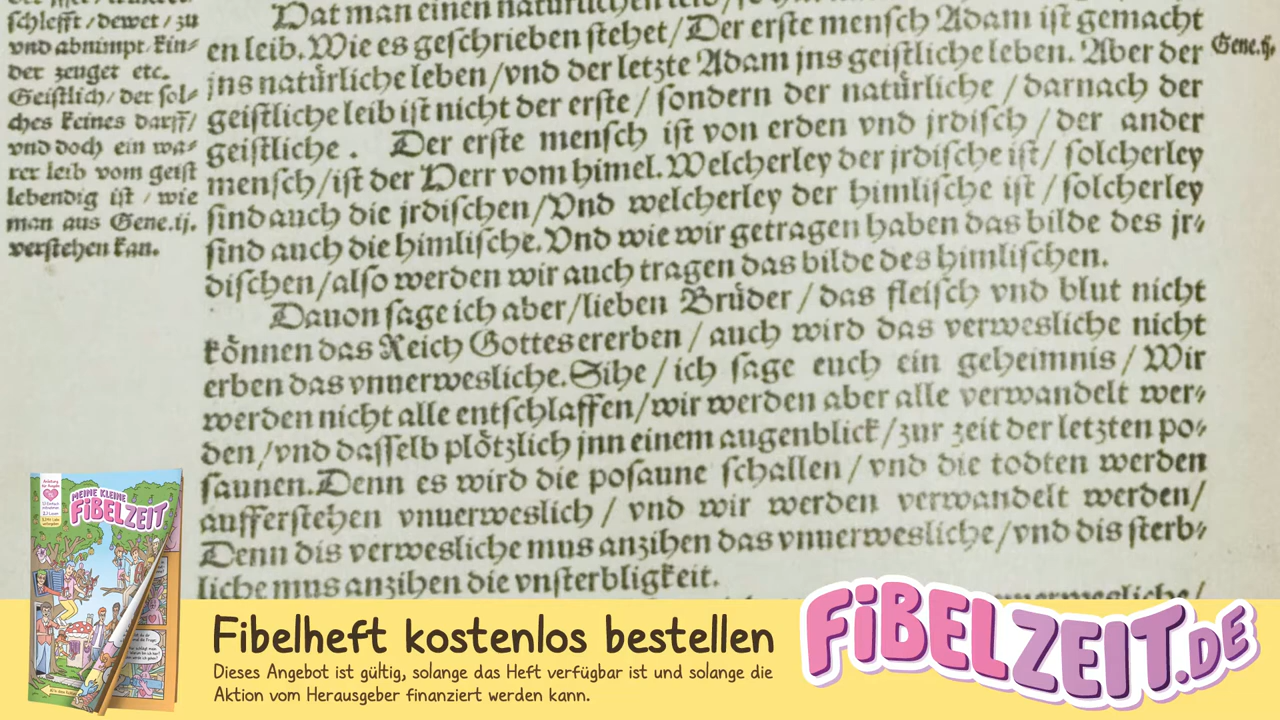 schlefft / dewet / zu
vnd abnimpt / kin⸗
der zeuget etc.
Geistlich / der sol⸗
ches keines darff /
vnd doch ein wa⸗
rer leib vom geist
lebendig ist / wie
man aus Gene.ij.
verstehen kan.
Hat man einen natürlichen leib / so
en leib. Wie es geschrieben stehet / Der erste mensch Adam ist gemacht
jns natürliche leben / vnd der letzte Adam jns geistliche leben. Aber der
Gene.ij.
geistliche leib ist nicht der erste / sondern der natürliche / darnach der
geistliche. Der erste mensch ist von erden vnd jrdisch / der ander
mensch / ist der Herr vom himel. Welcherley der jrdische ist / solcherley
sind auch die jrdischen / Vnd welcherley der himlische ist / solcherley
sind auch die himlische. Vnd wie wir getragen haben das bilde des jr⸗
dischen / also werden wir auch tragen das bilde des himlischen.
Dauon sage ich aber / lieben Brüder / das fleisch vnd blut nicht
können das Reich Gottes ererben / auch wird das verwesliche nicht
erben das vnuerwesliche. Sihe / ich sage euch ein geheimnis / Wir
werden nicht alle entschlaffen / wir werden aber alle verwandelt wer⸗
den / vnd dasselb plötzlich jnn einem augenblick / zur zeit der letzten po⸗
saunen. Denn es wird die posaune schallen / vnd die todten werden
aufferstehen vnuerweslich / vnd wir werden verwandelt werden /
Denn dis verwesliche mus anzihen das vnuerwesliche / vnd dis sterb⸗
liche mus anzihen die vnsterbligkeit.
MEINE KLEINE
FIBELZEIT
Fibelheft kostenlos bestellen
Dieses Angebot ist gültig, solange das Heft verfügbar ist und solange die
Aktion vom Herausgeber finanziert werden kann.
FIBELZEIT.DE